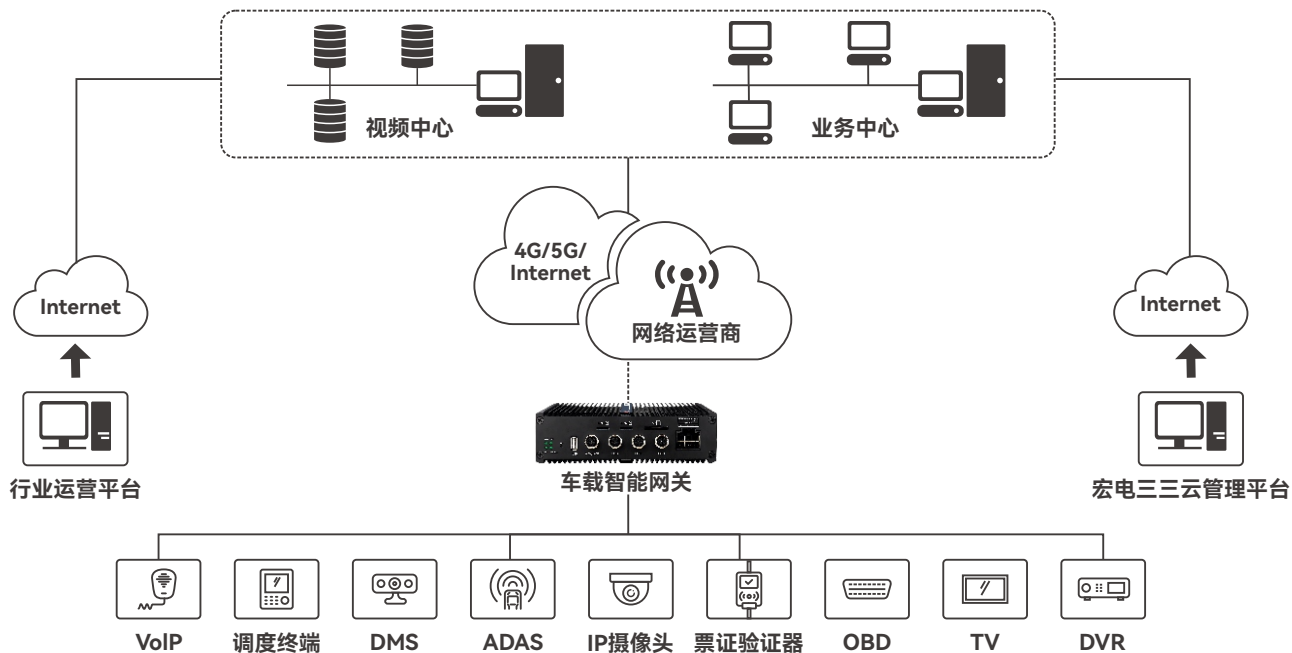 视频中心
业务中心
4G/5G/
Internet
网络运营商
Internet
Internet
行业运营平台
车载智能网关
宏电三三云管理平台
VoIP
调度终端
DMS
ADAS
IP摄像头
票证验证器
OBD
TV
DVR